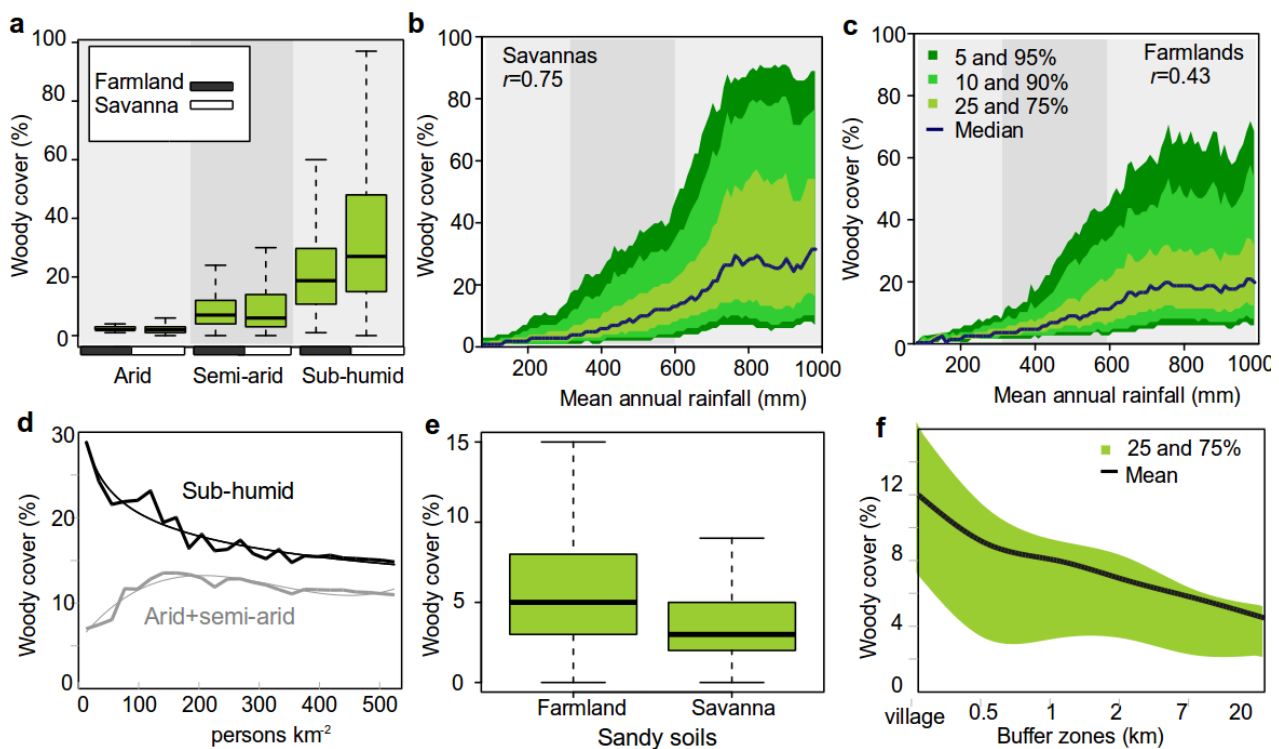 a
Woody cover (%)
100
80
60
40
20
0
Farmland
Savanna
Arid
Semi-arid
Sub-humid
b
Woody cover (%)
100
80
60
40
20
0
Savannas
r=0.75
200
400
600
800
1000
Mean annual rainfall (mm)
c
Woody cover (%)
100
80
60
40
20
0
5 and 95%
10 and 90%
25 and 75%
Median
Farmlands
r=0.43
200
400
600
800
1000
Mean annual rainfall (mm)
d
Woody cover (%)
30
20
10
0
Sub-humid
Arid+semi-arid
0
100
200
300
400
500
persons km-2
e
Woody cover (%)
15
10
5
0
Farmland
Savanna
Sandy soils
f
Woody cover (%)
12
8
4
0
25 and 75%
Mean
village
0.5
1
2
7
20
Buffer zones (km)